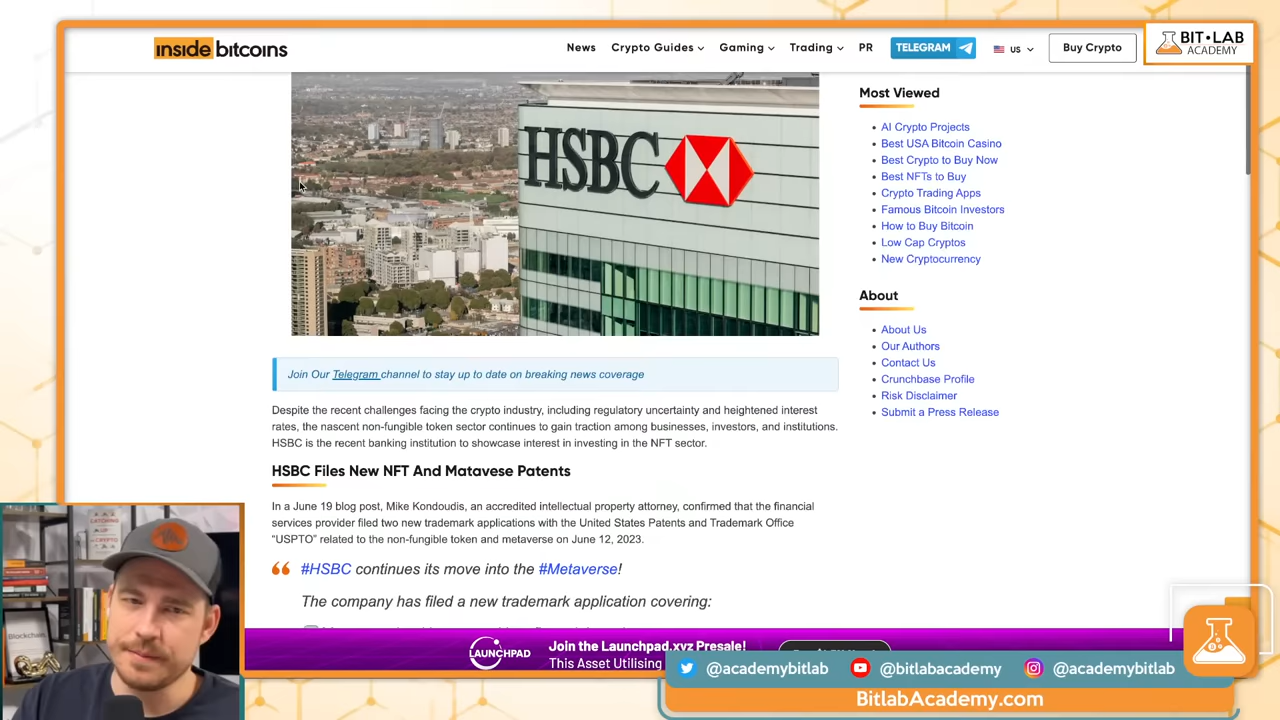 inside bitcoins
News Crypto Guides Gaming Trading PR TELEGRAM US Buy Crypto
BIT•LAB
ACADEMY
HSBC
Most Viewed
AI Crypto Projects
Best USA Bitcoin Casino
Best Crypto to Buy Now
Best NFTs to Buy
Crypto Trading Apps
Famous Bitcoin Investors
How to Buy Bitcoin
Low Cap Cryptos
New Cryptocurrency
About
About Us
Our Authors
Contact Us
Crunchbase Profile
Risk Disclaimer
Submit a Press Release
Join Our Telegram channel to stay up to date on breaking news coverage
Despite the recent challenges facing the crypto industry, including regulatory uncertainty and heightened interest
rates, the nascent non-fungible token sector continues to gain traction among businesses, investors, and institutions.
HSBC is the recent banking institution to showcase interest in investing in the NFT sector.
HSBC Files New NFT And Matavese Patents
In a June 19 blog post, Mike Kondoudis, an accredited intellectual property attorney, confirmed that the financial
services provider filed two new trademark applications with the United States Patents and Trademark Office
“USPTO” related to the non-fungible token and metaverse on June 12, 2023.
#HSBC continues its move into the #Metaverse!
The company has filed a new trademark application covering:
LAUNCHPAD
Join the Launchpad.xyz Presale!
This Asset Utilising
@academybitlab @bitlabacademy @academybitlab
BitlabAcademy.com
Blockchain